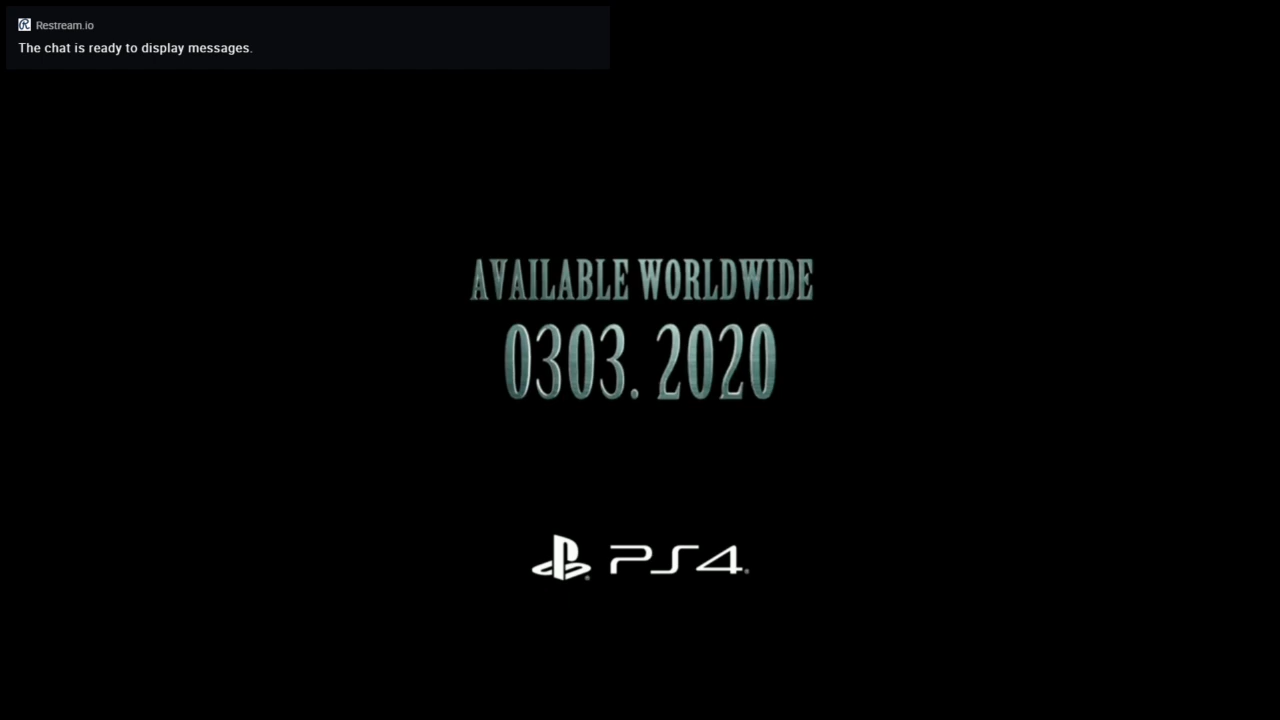 Restream.io
The chat is ready to display messages.
AVAILABLE WORLDWIDE
0303. 2020
PS4